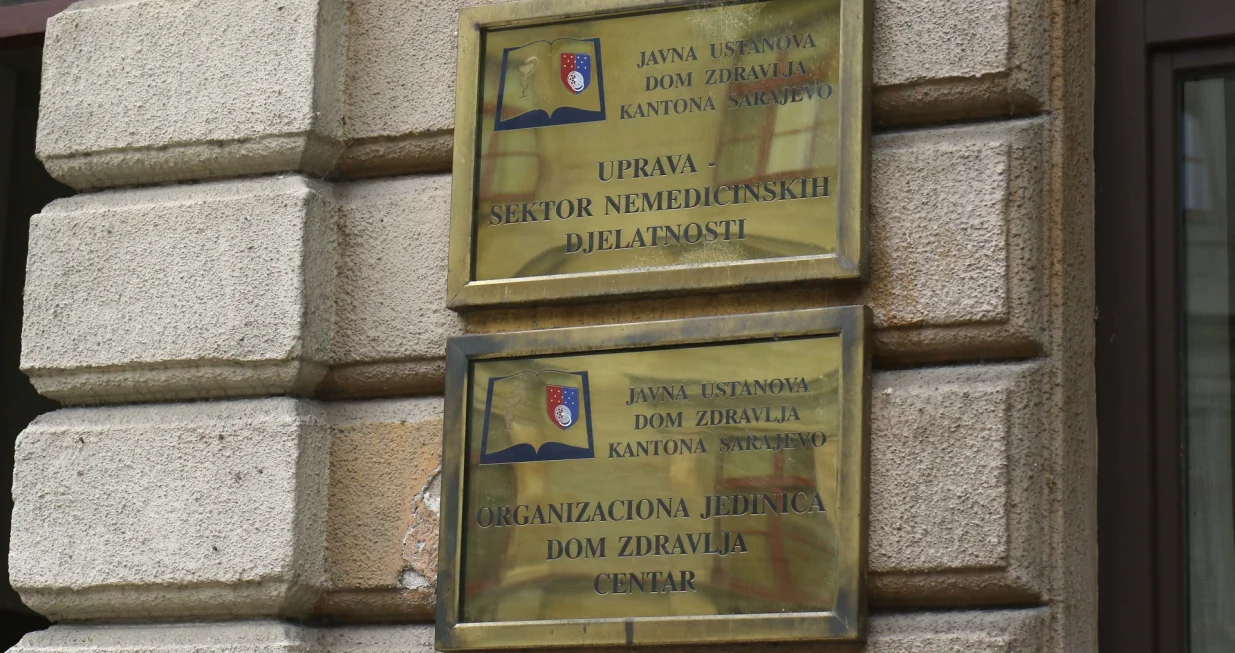 JAVNA USTANOVA
DOM ZDRAVLJA
KANTONA SARAJEVO
UPRAVA -
SEKTOR NEMEDICINSKIH
DJELATNOSTI
JAVNA USTANOVA
DOM ZDRAVLJA
KANTONA SARAJEVO
ORGANIZACIONA JEDINICA
DOM ZDRAVLJA
CENTAR